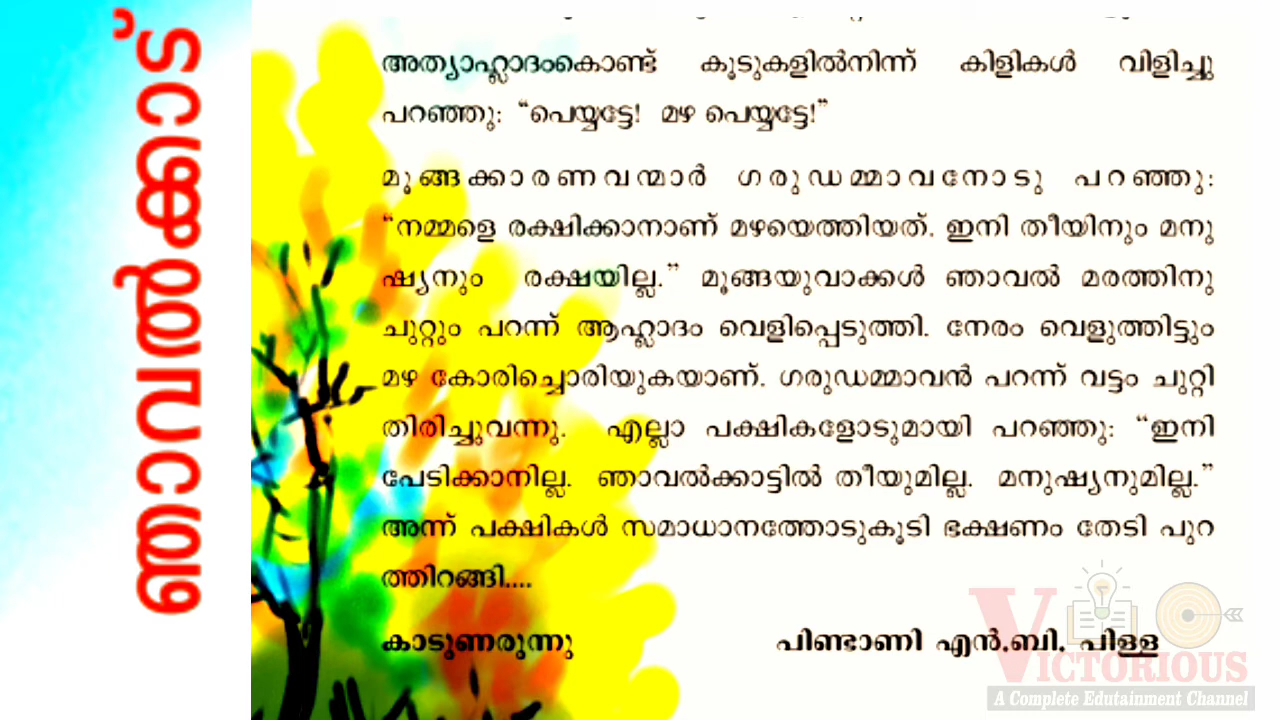 ഞാവൽക്കാട്
അത്യാഹ്ലാദംകൊണ്ട് കൂടുകളിൽനിന്ന് കിളികൾ വിളിച്ചു
പറഞ്ഞു: “പെയ്യട്ടേ! മഴ പെയ്യട്ടേ!”
മൂങ്ങക്കാരണവന്മാർ ഗരുഡമ്മാവനോടു പറഞ്ഞു:
“നമ്മളെ രക്ഷിക്കാനാണ് മഴയെത്തിയത്. ഇനി തീയിനും മനു
ഷ്യനും രക്ഷയില്ല.” മൂങ്ങയുവാക്കൾ ഞാവൽ മരത്തിനു
ചുറ്റും പറന്ന് ആഹ്ലാദം വെളിപ്പെടുത്തി. നേരം വെളുത്തിട്ടും
മഴ കോരിച്ചൊരിയുകയാണ്. ഗരുഡമ്മാവൻ പറന്ന് വട്ടം ചുറ്റി
തിരിച്ചുവന്നു. എല്ലാ പക്ഷികളോടുമായി പറഞ്ഞു: “ഇനി
പേടിക്കാനില്ല. ഞാവൽക്കാട്ടിൽ തീയുമില്ല. മനുഷ്യനുമില്ല.”
അന്ന് പക്ഷികൾ സമാധാനത്തോടുകൂടി ഭക്ഷണം തേടി പുറ
ത്തിറങ്ങി....
കാടുണരുന്നു പിണ്ടാണി എൻ.ബി. പിള്ള
VICTORIOUS
A Complete Edutainment Channel